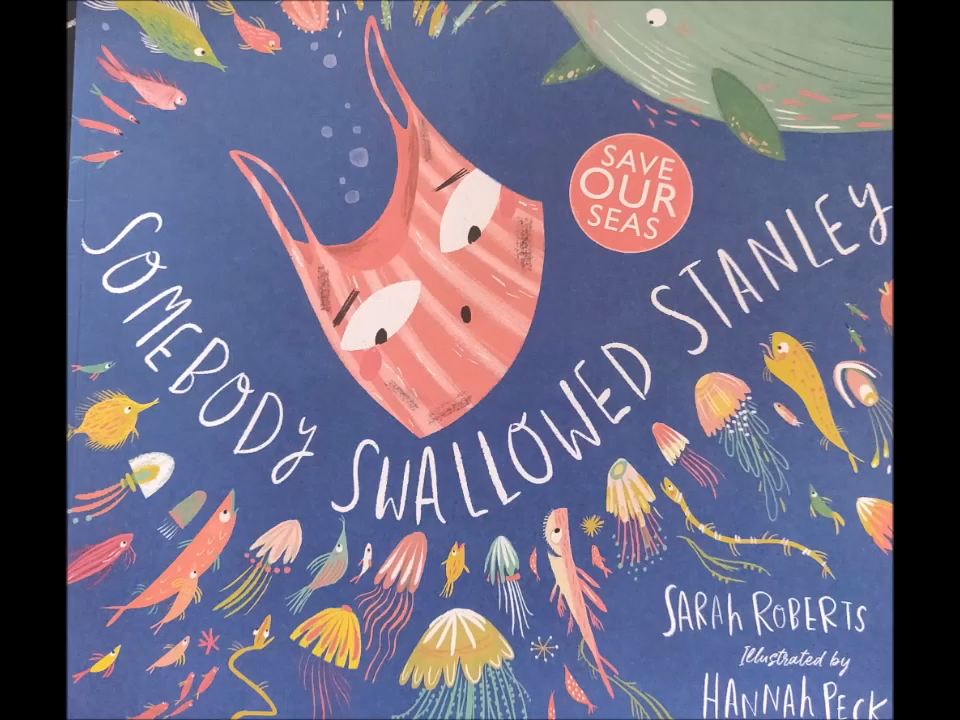 SAVE
OUR
SEAS
SOMEBODY SWALLOWED STANLEY
SARAH ROBERTS
Illustrated by
HANNAH PECK